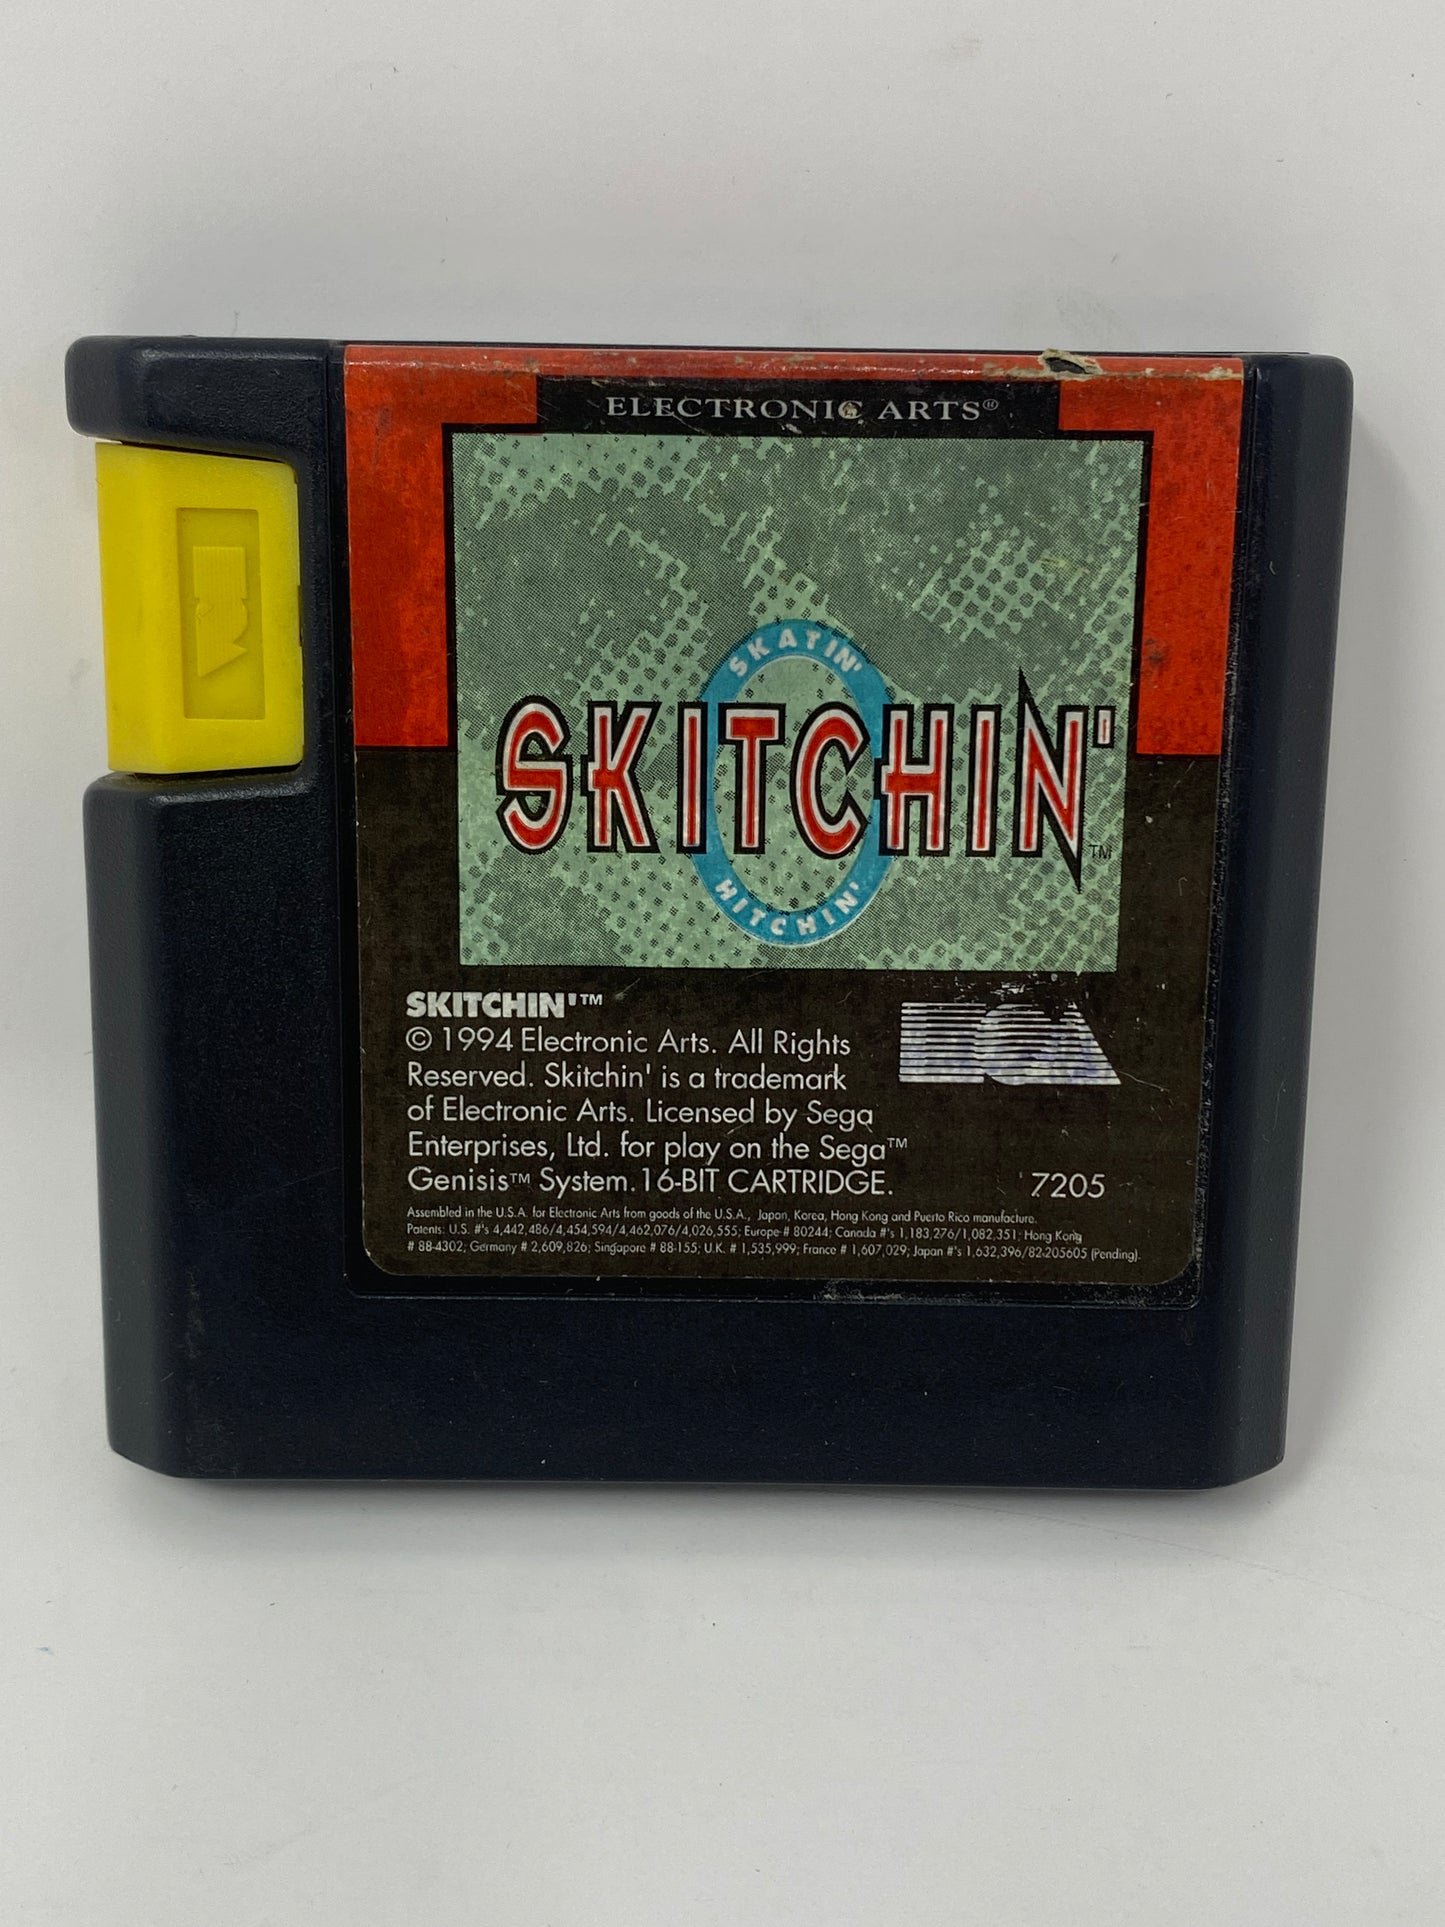 ELECTRONIC ARTS®
SKATIN'
SKITCHIN'™
HITCHIN'
SKITCHIN'™
© 1994 Electronic Arts. All Rights
Reserved. Skitchin' is a trademark
of Electronic Arts. Licensed by Sega
Enterprises, Ltd. for play on the Sega™
Genisis™ System. 16-BIT CARTRIDGE.
EA
7205
Assembled in the U.S.A. for Electronic Arts from goods of the U.S.A., Japan, Korea, Hong Kong and Puerto Rico manufacture.
Patents: U.S. #'s 4,442,486/4,454,594/4,462,076/4,026,555; Europe # 80244; Canada #'s 1,183,276/1,082,351; Hong Kong
# 88-4302; Germany # 2,609,826; Singapore # 88-155; U.K. # 1,535,999; France # 1,607,029; Japan #'s 1,632,396/82-205605 (Pending).